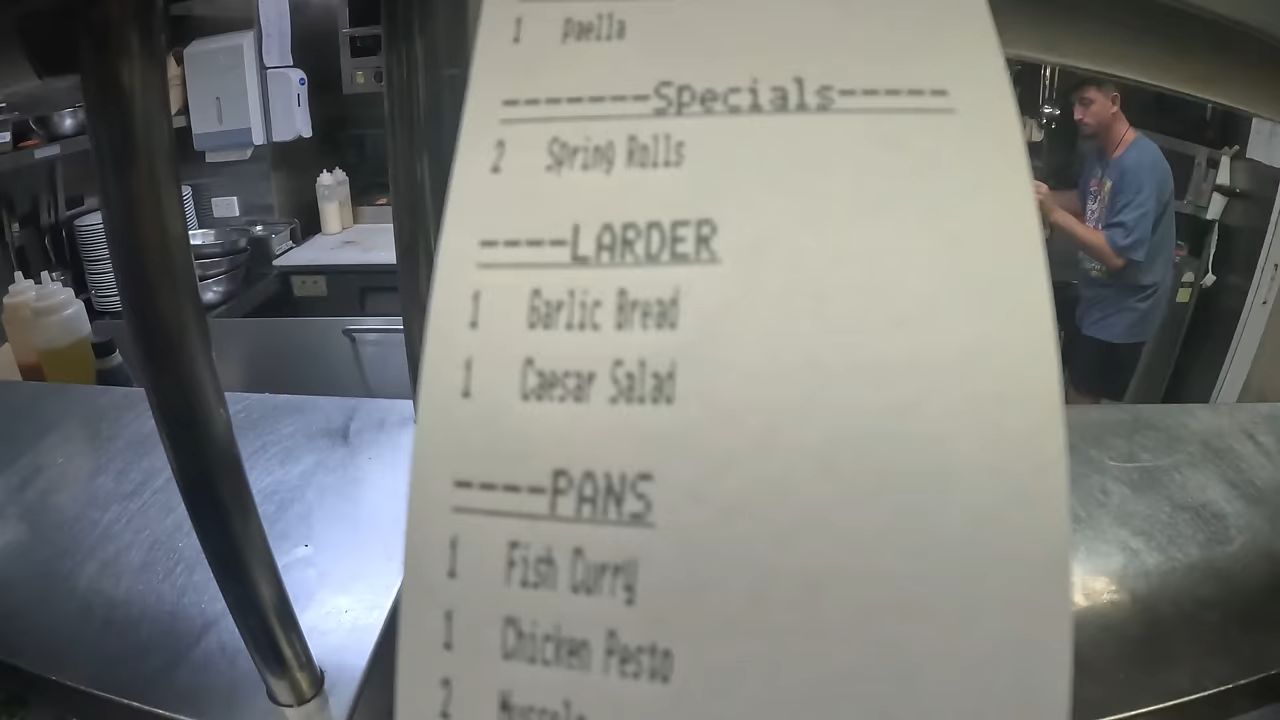 1 Paella
-------Specials-----
2 Spring Rolls
----LARDER
1 Garlic Bread
1 Caesar Salad
----PANS
1 Fish Curry
1 Chicken Pesto
2